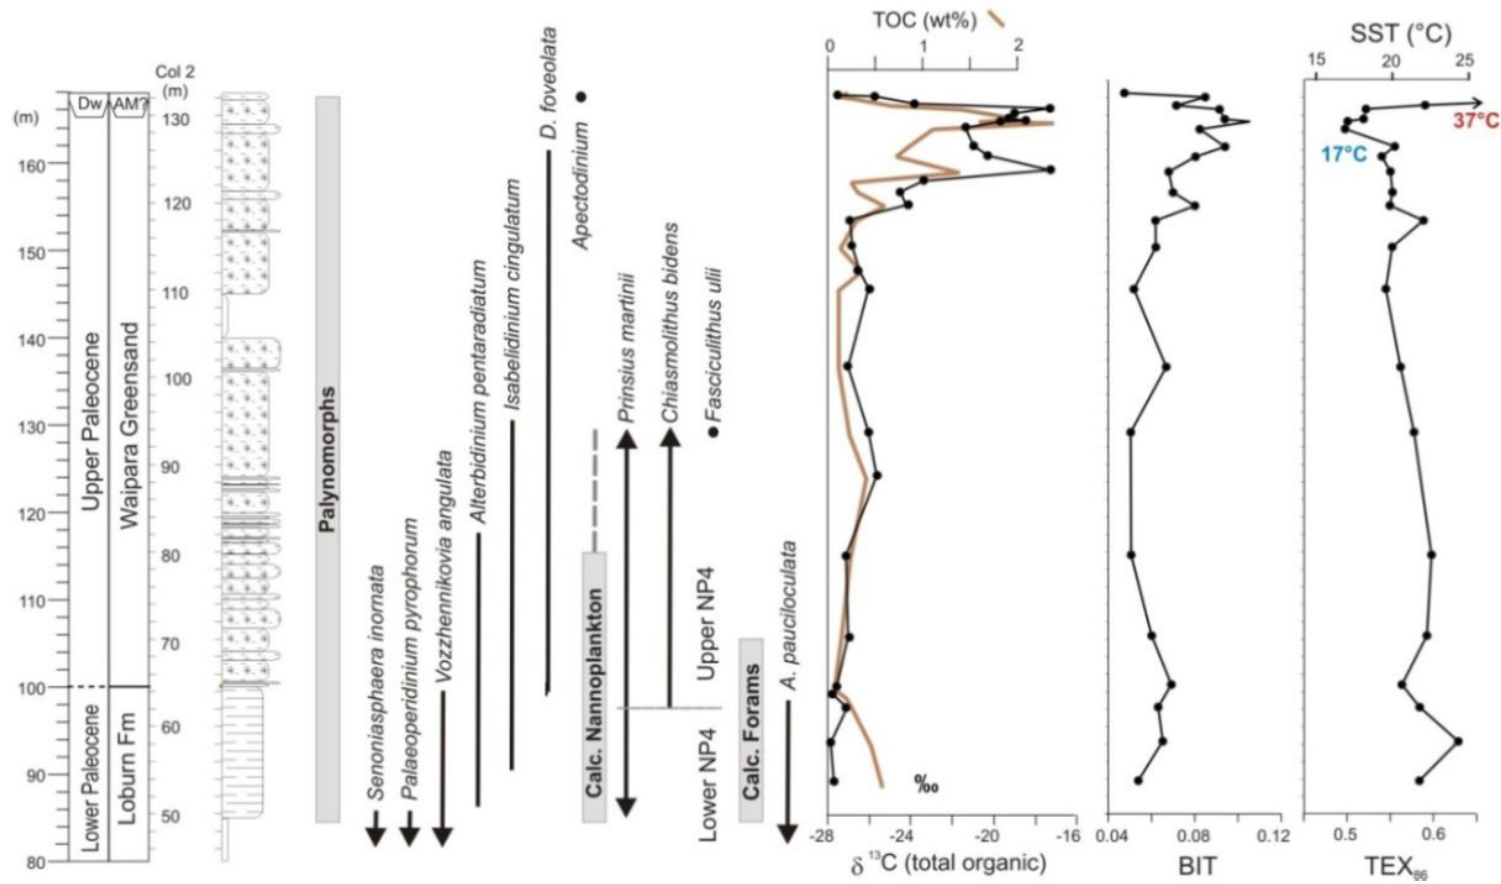 TOC (wt%)
0 1 2
SST (°C)
15 20 25
37°C
17°C
Col 2
(m)
(m)
Dw
AM?
160
150
140
130
120
110
100
90
80
Upper Paleocene
Lower Paleocene
Waipara Greensand
Loburn Fm
130
120
110
100
90
80
70
60
50
Palynomorphs
Senoniasphaera inornata
Palaeoperidinium pyrophorum
Vozzhennikovia angulata
Alterbidinium pentaradiatum
Isabelidinium cingulatum
D. foveolata
Apectodinium
Calc. Nannoplankton
Prinsius martinii
Chiasmolithus bidens
Fasciculithus ulii
Upper NP4
Lower NP4
Calc. Forams
A. pauciloculata
‰
-28 -24 -20 -16
δ 13C (total organic)
0.04 0.08 0.12
BIT
0.5 0.6
TEX86